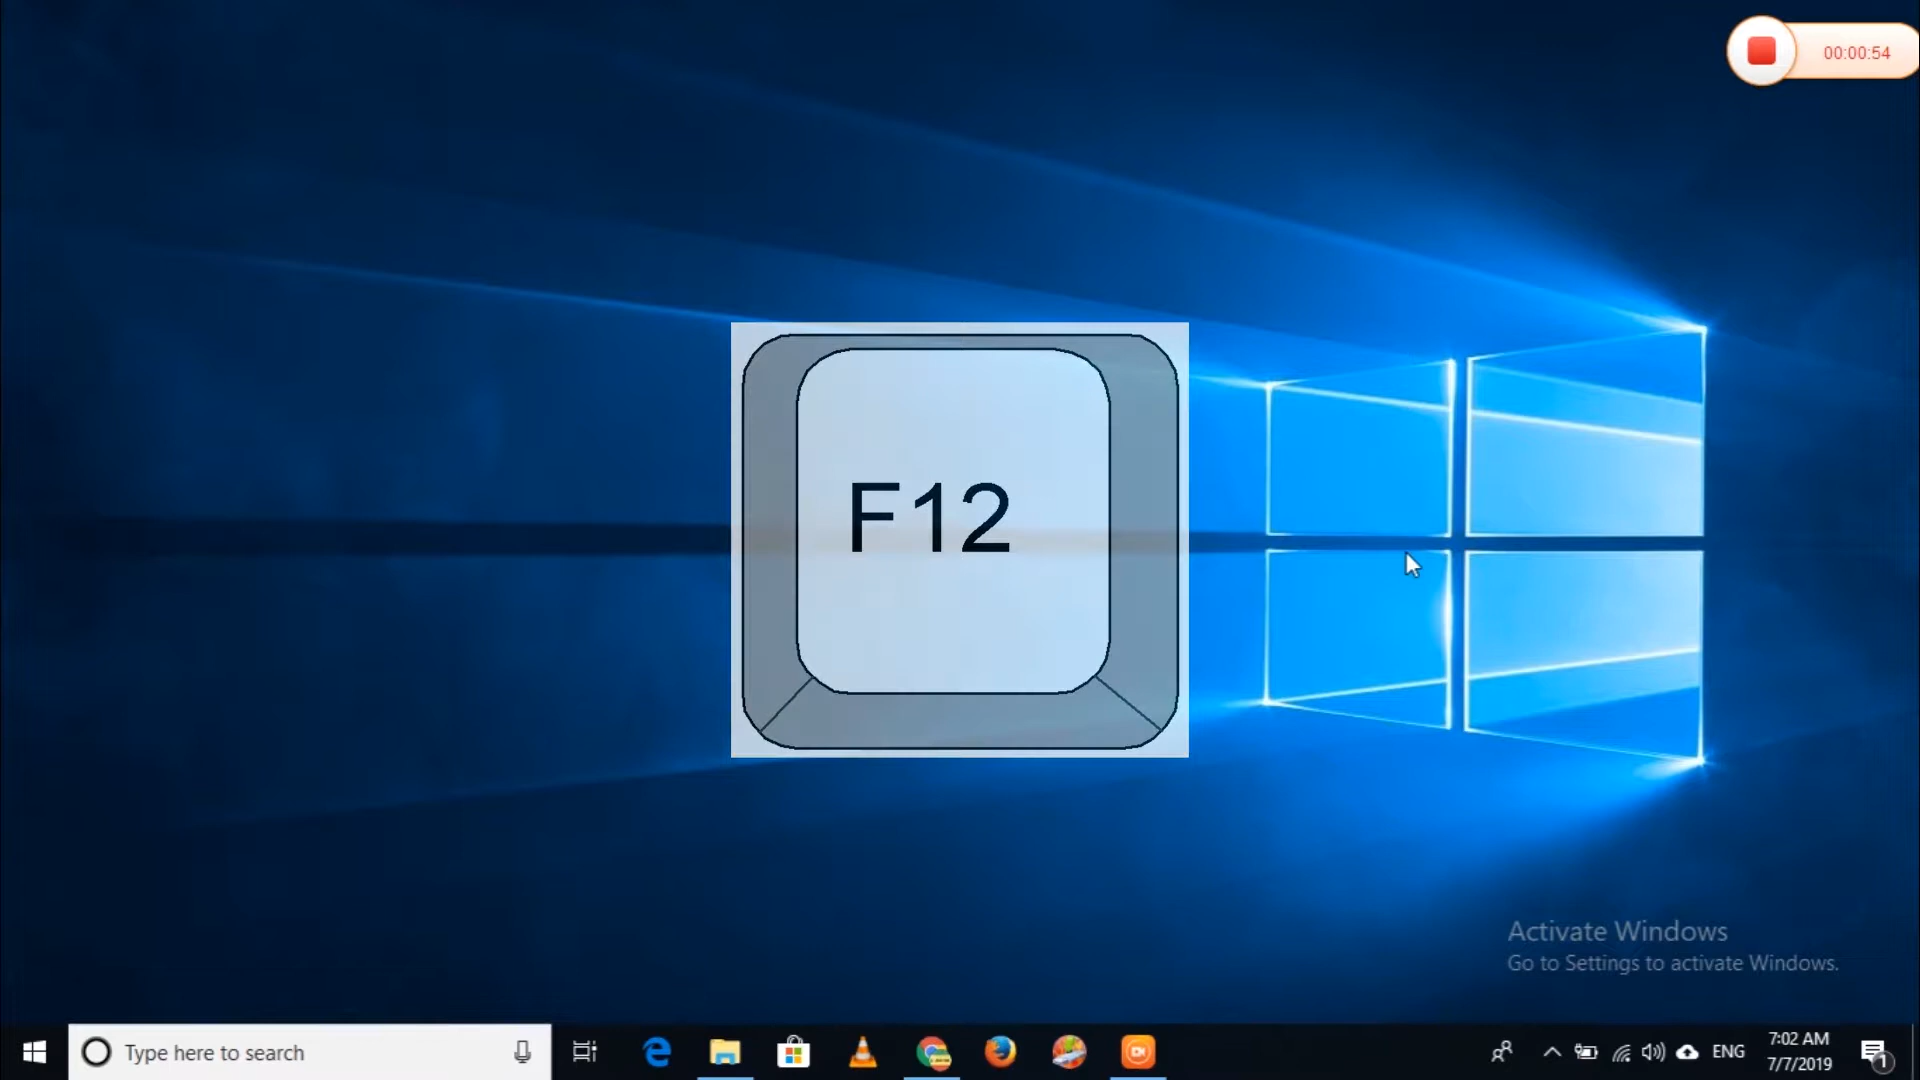 00:00:54
F12
Activate Windows
Go to Settings to activate Windows.
Type here to search
ENG
7:02 AM
7/7/2019
1